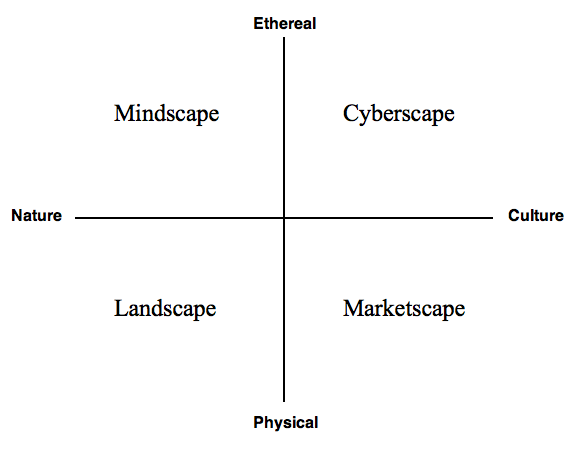 Ethereal
Mindscape Cyberscape
Nature Culture
Landscape Marketscape
Physical